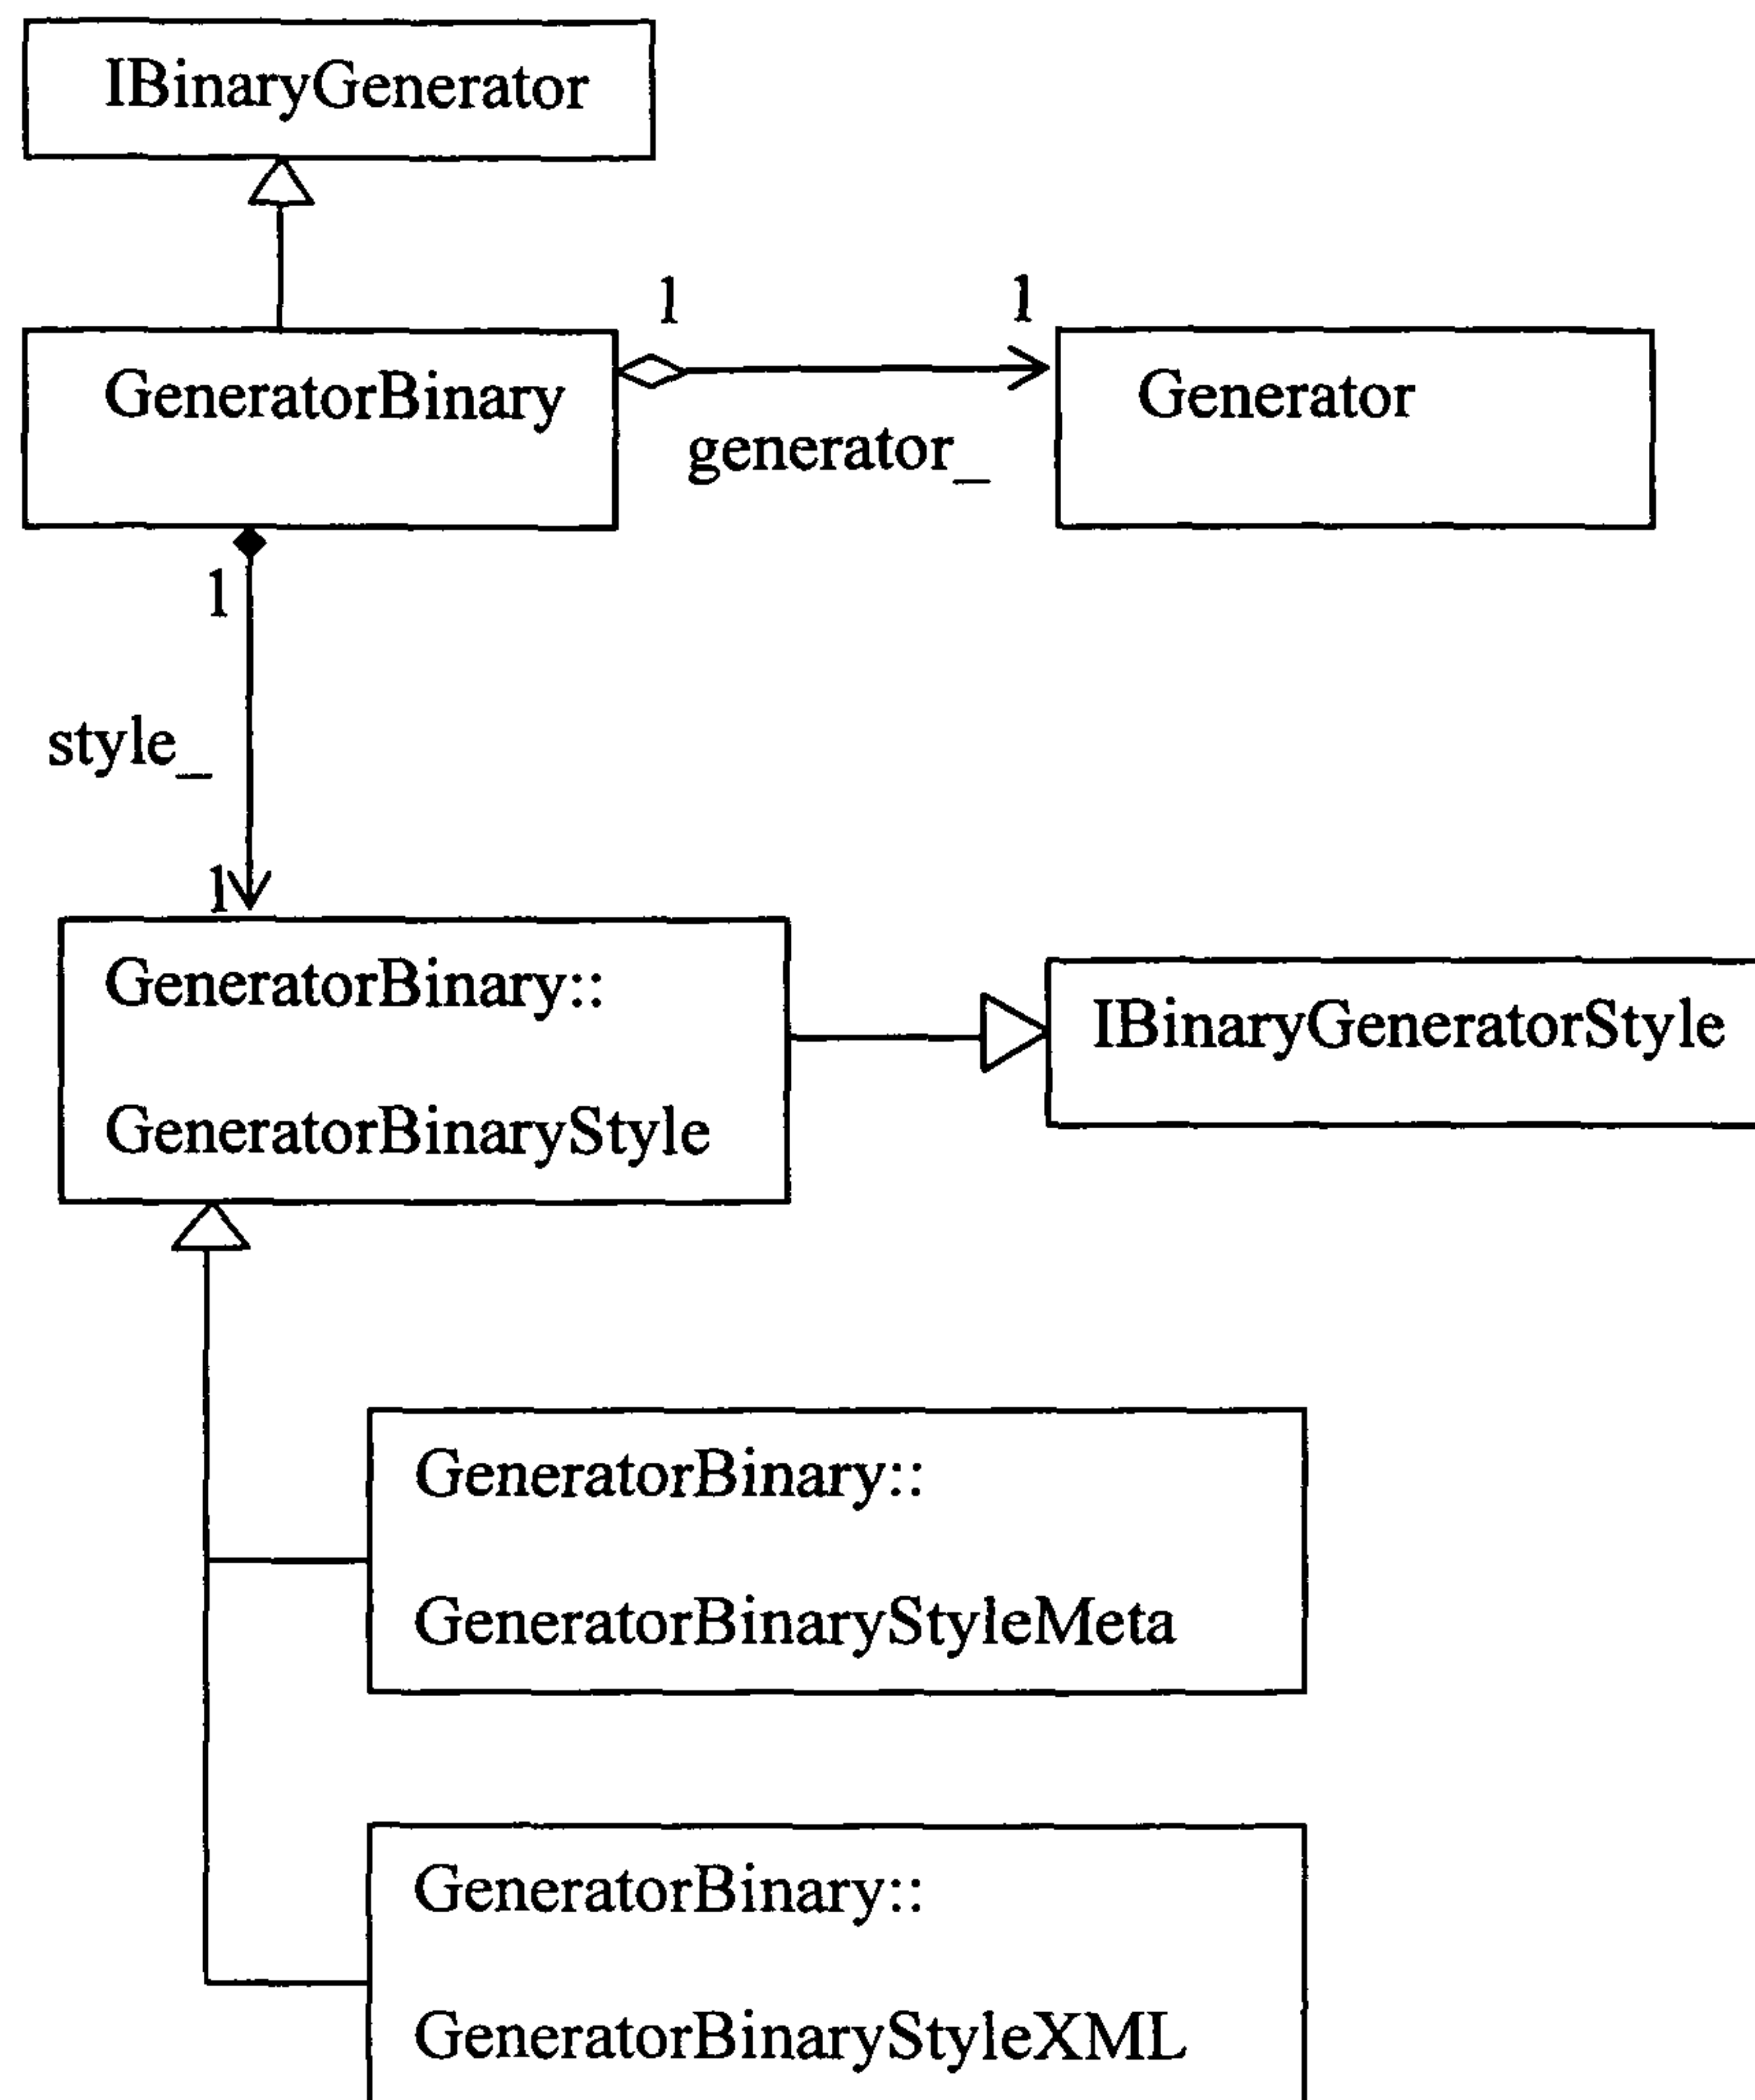 IBinaryGenerator
1 1
GeneratorBinary
Generator
generator_
1
style_
1
GeneratorBinary::
GeneratorBinaryStyle
IBinaryGeneratorStyle
GeneratorBinary::
GeneratorBinaryStyleMeta
GeneratorBinary::
GeneratorBinaryStyleXML